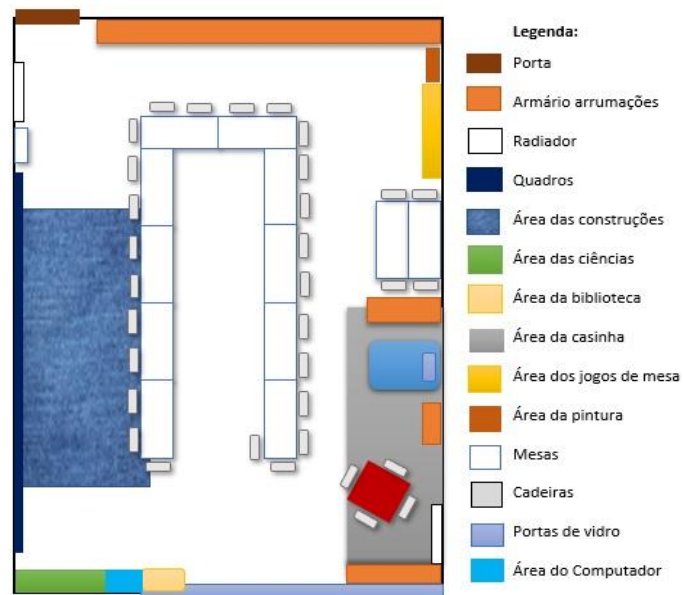 Legenda:
Porta
Armário arrumações
Radiador
Quadros
Área das construções
Área das ciências
Área da biblioteca
Área da casinha
Área dos jogos de mesa
Área da pintura
Mesas
Cadeiras
Portas de vidro
Área do Computador